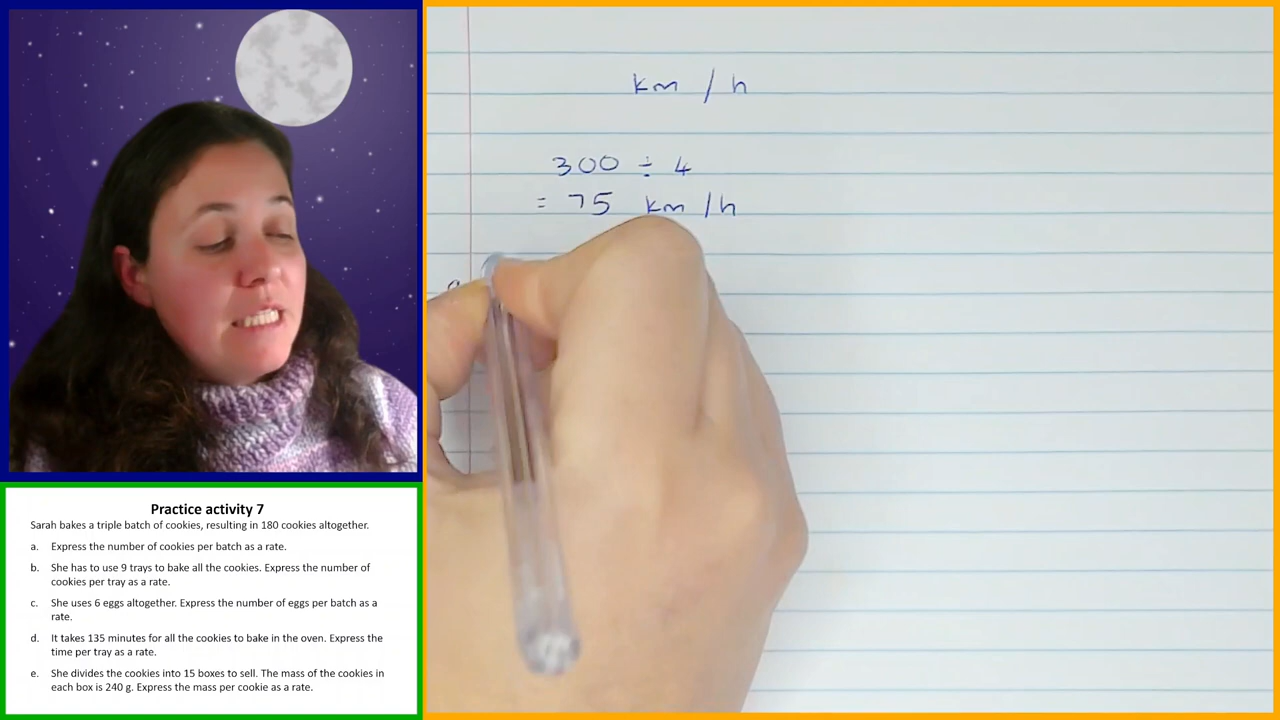 km / h
300 ÷ 4
= 75 km /h
Practice activity 7
Sarah bakes a triple batch of cookies, resulting in 180 cookies altogether.
a. Express the number of cookies per batch as a rate.
b. She has to use 9 trays to bake all the cookies. Express the number of
cookies per tray as a rate.
c. She uses 6 eggs altogether. Express the number of eggs per batch as a
rate.
d. It takes 135 minutes for all the cookies to bake in the oven. Express the
time per tray as a rate.
e. She divides the cookies into 15 boxes to sell. The mass of the cookies in
each box is 240 g. Express the mass per cookie as a rate.